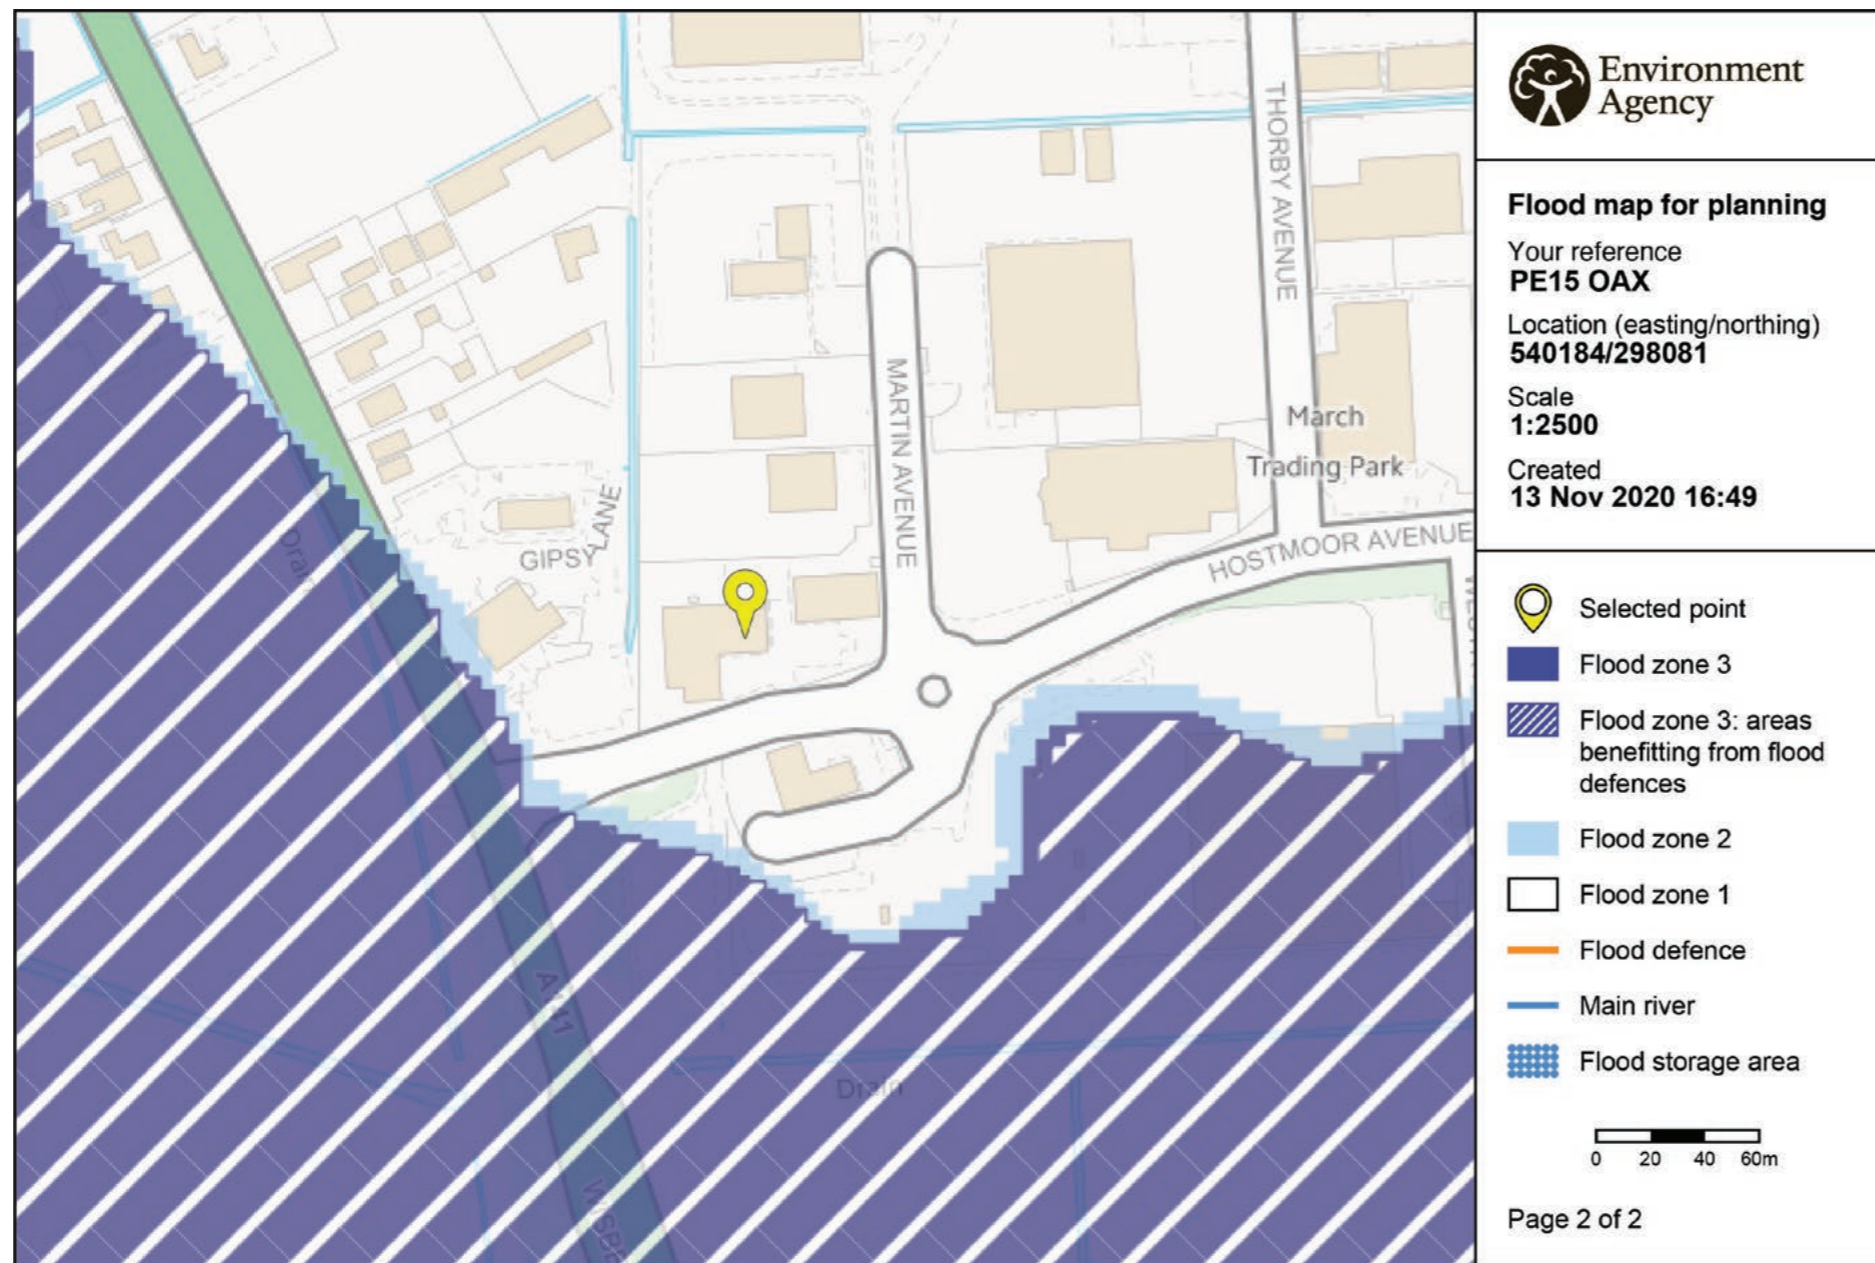 THORBY AVENUE
MARTIN AVENUE
March
Trading Park
GIPSY LANE
HOSTMOOR AVENUE
Drain
A141
Drain
Environment
Agency
Flood map for planning
Your reference
PE15 OAX
Location (easting/northing)
540184/298081
Scale
1:2500
Created
13 Nov 2020 16:49
Selected point
Flood zone 3
Flood zone 3: areas
benefitting from flood
defences
Flood zone 2
Flood zone 1
Flood defence
Main river
Flood storage area
0 20 40 60m
Page 2 of 2